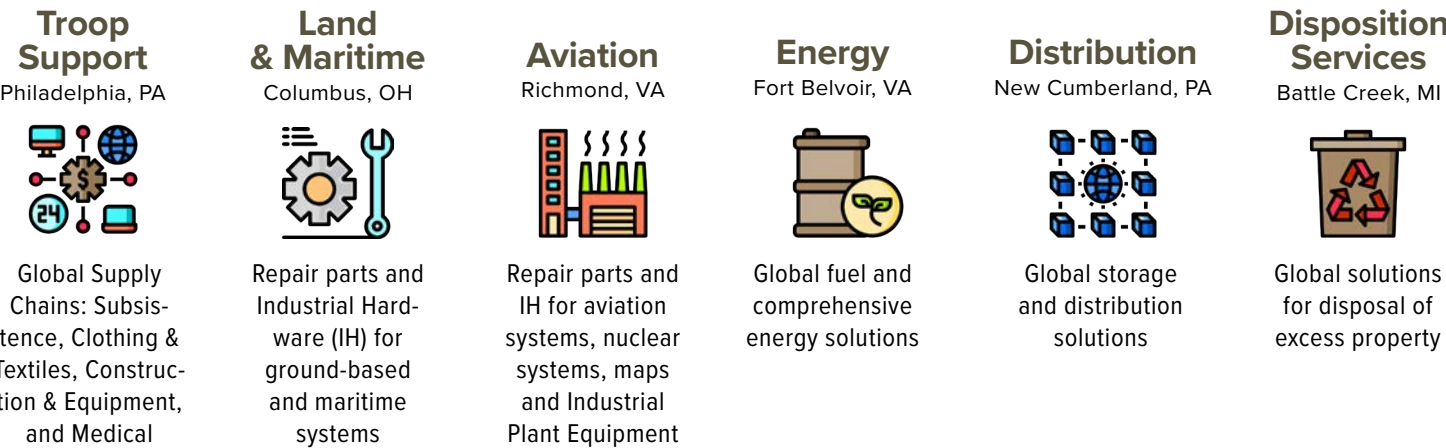 Troop
Support
Philadelphia, PA
24
$
Global Supply
Chains: Subsis-
tence, Clothing &
Textiles, Construc-
tion & Equipment,
and Medical
Land
& Maritime
Columbus, OH
Repair parts and
Industrial Hard-
ware (IH) for
ground-based
and maritime
systems
Aviation
Richmond, VA
Repair parts and
IH for aviation
systems, nuclear
systems, maps
and Industrial
Plant Equipment
Energy
Fort Belvoir, VA
Global fuel and
comprehensive
energy solutions
Distribution
New Cumberland, PA
Global storage
and distribution
solutions
Disposition
Services
Battle Creek, MI
Global solutions
for disposal of
excess property